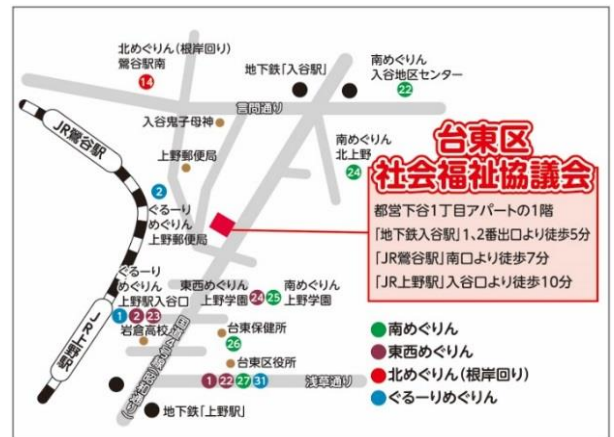 北めぐりん(根岸回り)
鶯谷駅南
14
地下鉄「入谷駅」
南めぐりん
入谷地区センター
22
言問通り
JR鶯谷駅
入谷鬼子母神
上野郵便局
南めぐりん
北上野
24
台東区
社会福祉協議会
都営下谷1丁目アパートの1階
「地下鉄入谷駅」1、2番出口より徒歩5分
「JR鶯谷駅」南口より徒歩7分
「JR上野駅」入谷口より徒歩10分
2
ぐるーり
めぐりん
上野郵便局
ぐるーり
めぐりん
上野駅入谷口
1 2 23
岩倉高校
東西めぐりん
上野学園
24 25
南めぐりん
上野学園
台東保健所
26
台東区役所
1 22 27 31
浅草通り
JR上野駅
地下鉄「上野駅」
南めぐりん
東西めぐりん
北めぐりん(根岸回り)
ぐるーりめぐりん